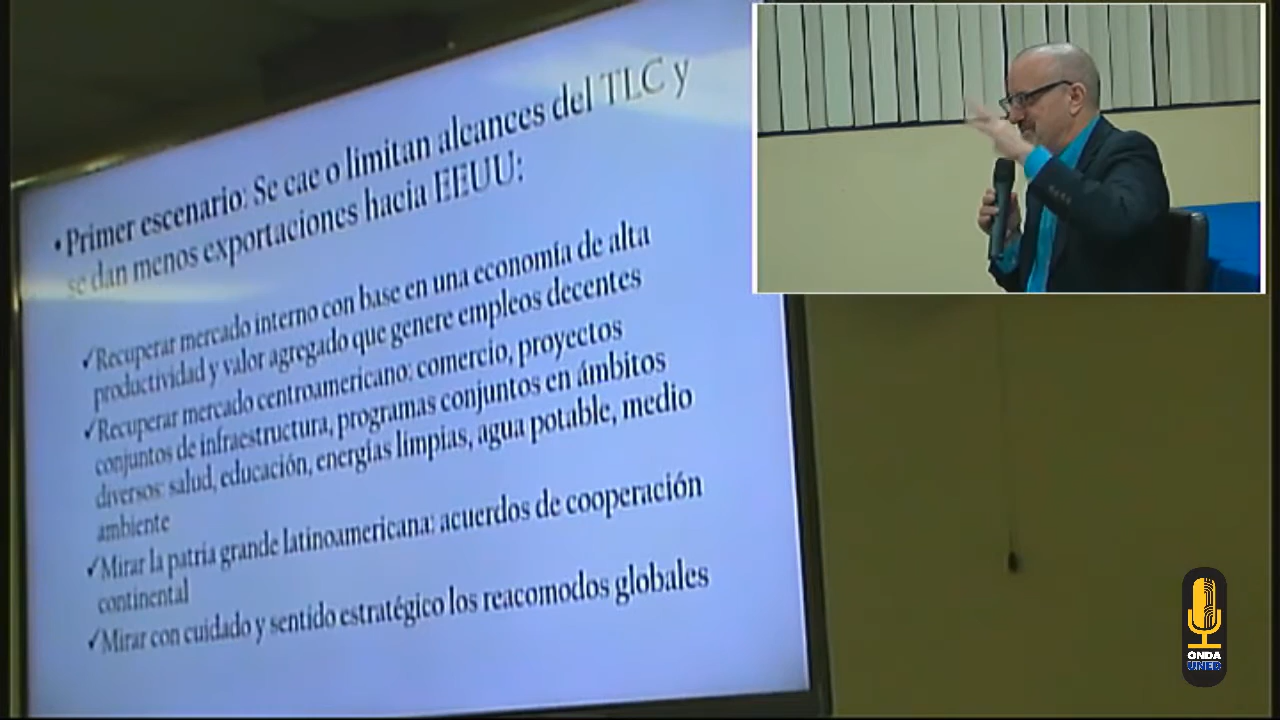 • Primer escenario: Se cae o limitan alcances del TLC y
se dan menos exportaciones hacia EEUU:
✓Recuperar mercado interno con base en una economía de alta
productividad y valor agregado que genere empleos decentes
✓Recuperar mercado centroamericano: comercio, proyectos
conjuntos de infraestructura, programas conjuntos en ámbitos
diversos: salud, educación, energías limpias, agua potable, medio
ambiente
✓Mirar la patria grande latinoamericana: acuerdos de cooperación
continental
✓Mirar con cuidado y sentido estratégico los reacomodos globales
ONDA
UNED